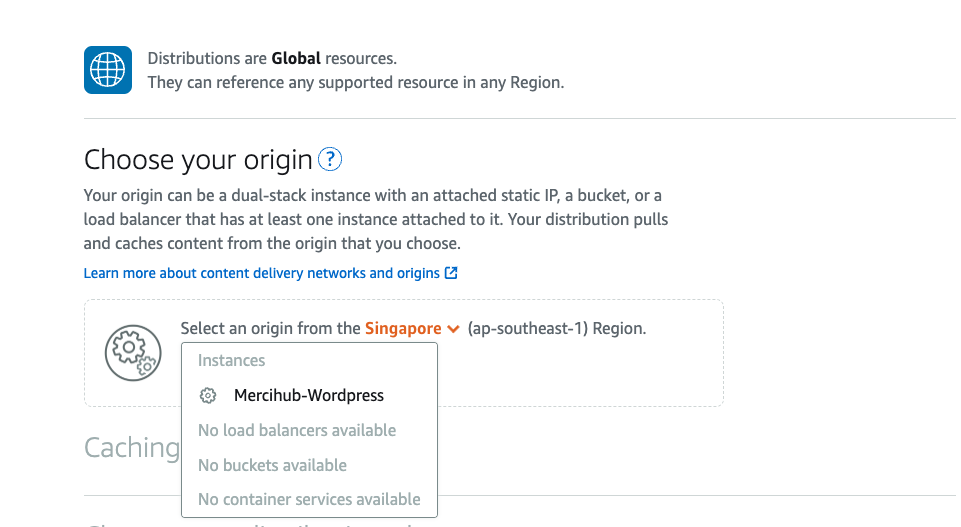 Distributions are Global resources.
They can reference any supported resource in any Region.
Choose your origin ?
Your origin can be a dual-stack instance with an attached static IP, a bucket, or a
load balancer that has at least one instance attached to it. Your distribution pulls
and caches content from the origin that you choose.
Learn more about content delivery networks and origins
Select an origin from the Singapore (ap-southeast-1) Region.
Instances
Mercihub-Wordpress
No load balancers available
Caching
No buckets available
No container services available